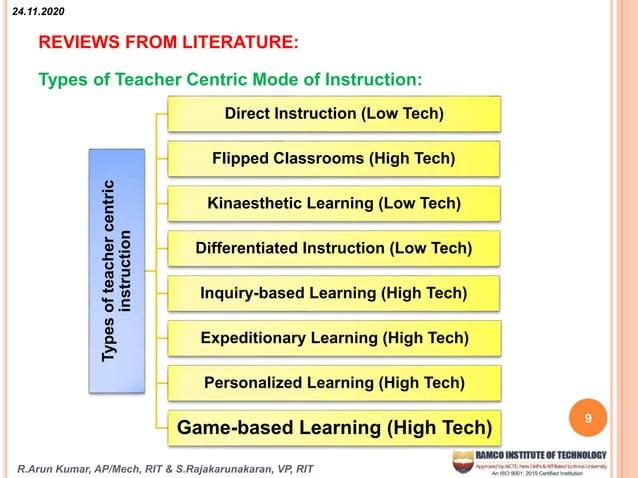 24.11.2020
REVIEWS FROM LITERATURE:
Types of Teacher Centric Mode of Instruction:
Types of teacher centric
instruction
Direct Instruction (Low Tech)
Flipped Classrooms (High Tech)
Kinaesthetic Learning (Low Tech)
Differentiated Instruction (Low Tech)
Inquiry-based Learning (High Tech)
Expeditionary Learning (High Tech)
Personalized Learning (High Tech)
Game-based Learning (High Tech)
9
R.Arun Kumar, AP/Mech, RIT & S.Rajakarunakaran, VP, RIT
RAMCO INSTITUTE OF TECHNOLOGY
Approved by AICTE, New Delhi & Affiliated to Anna University
An ISO 9001: 2015 Certified Institution